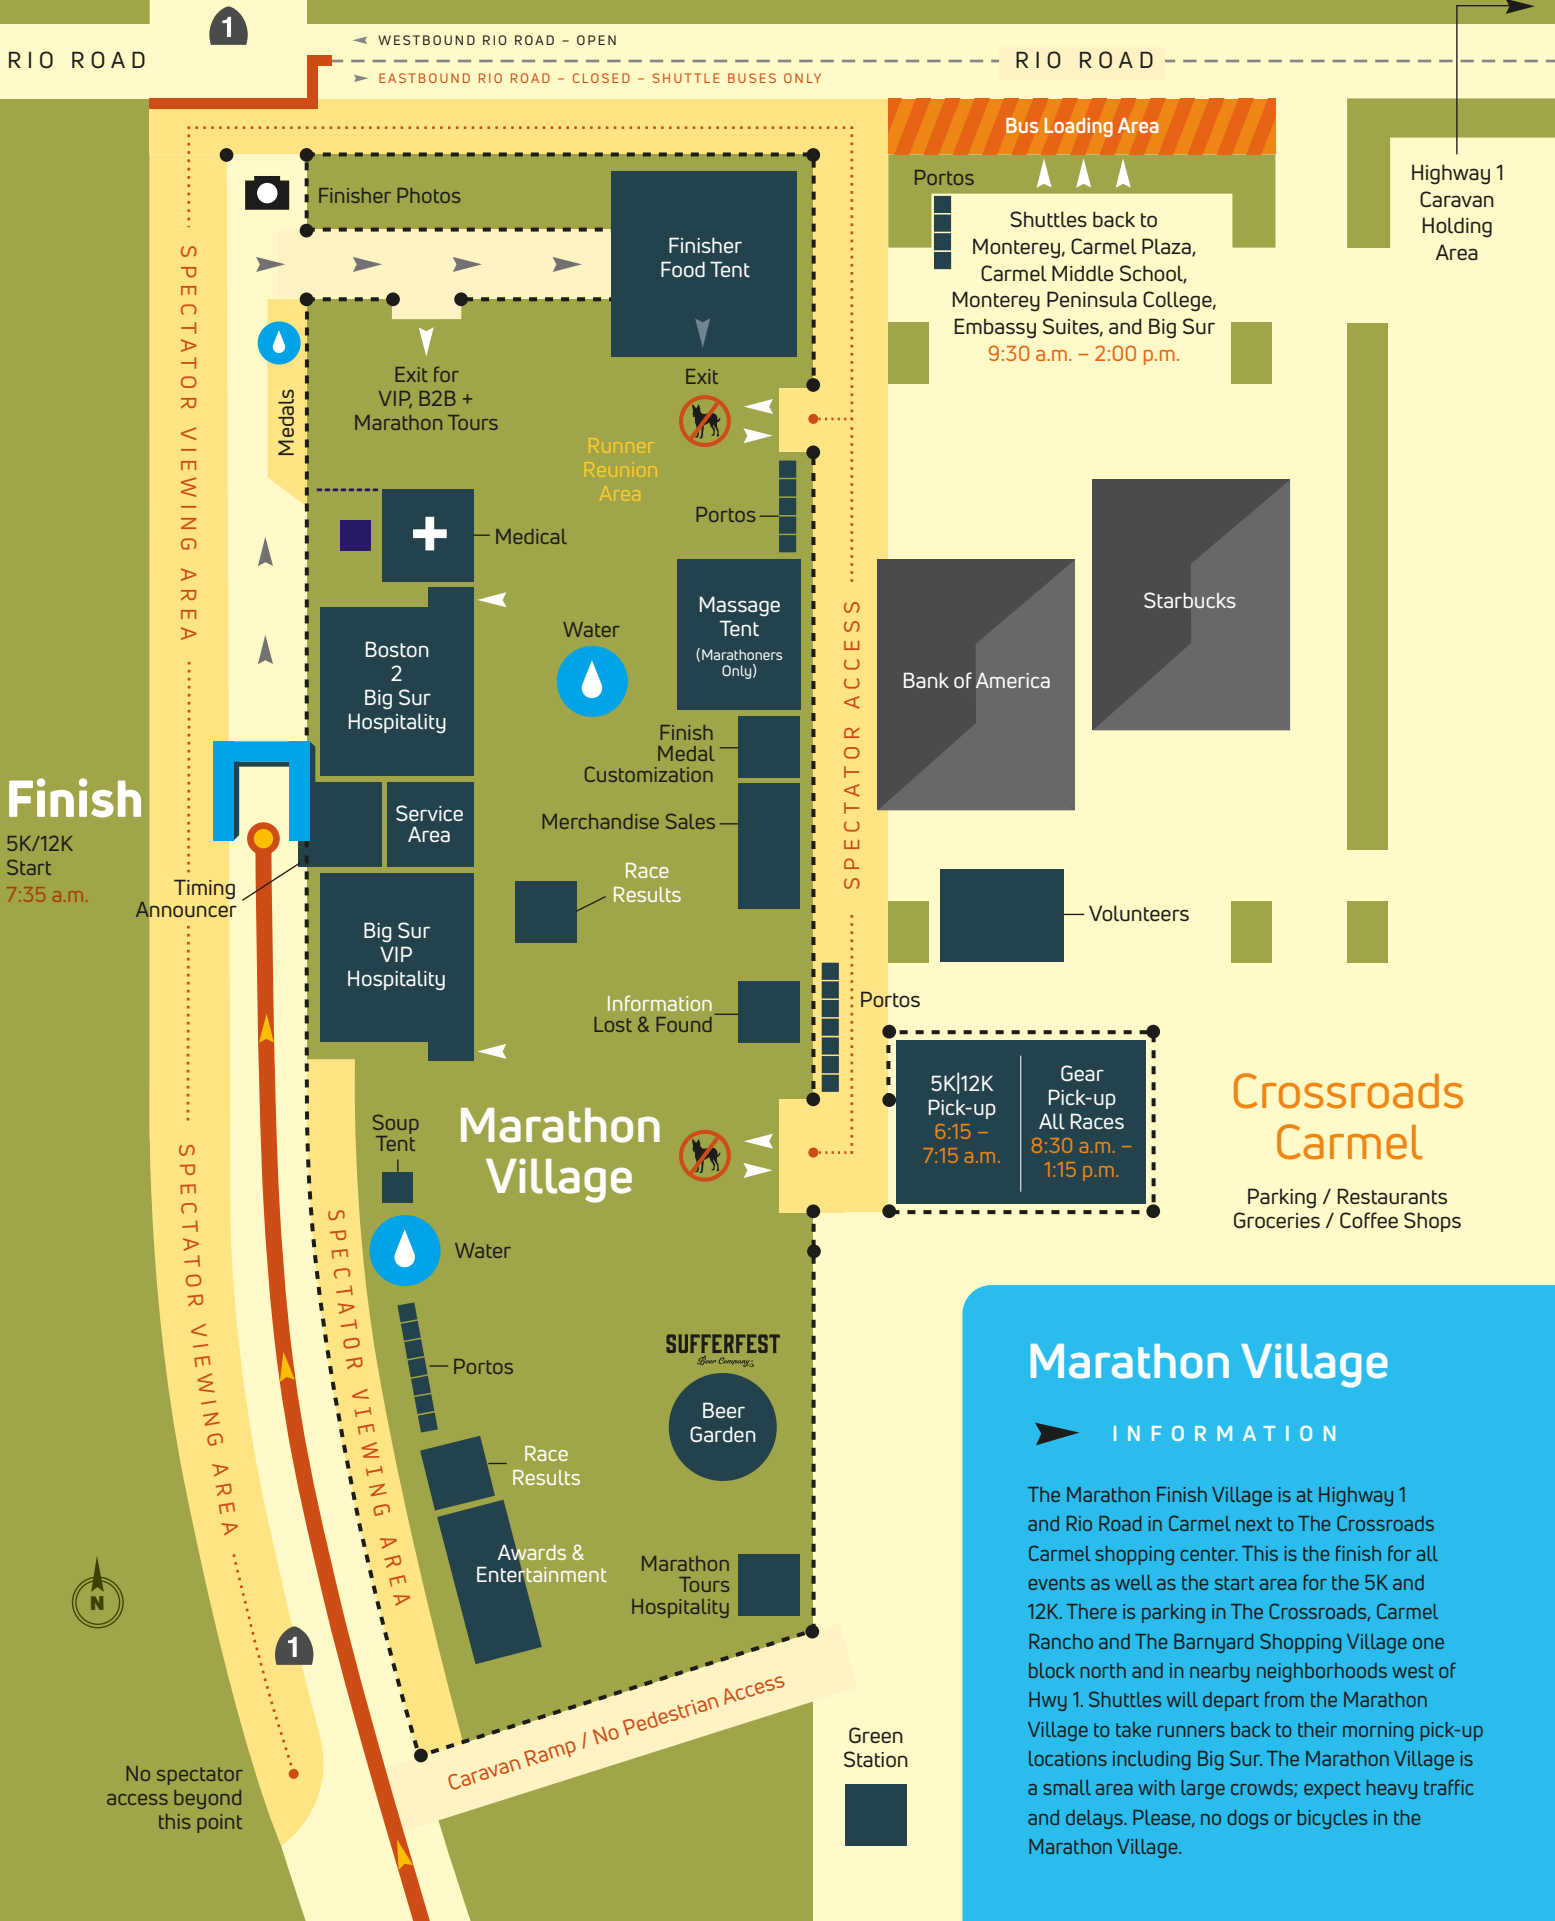 1
WESTBOUND RIO ROAD – OPEN
RIO ROAD
RIO ROAD
EASTBOUND RIO ROAD – CLOSED – SHUTTLE BUSES ONLY
Bus Loading Area
Highway 1
Caravan
Holding
Area
Portos
Finisher Photos
Shuttles back to
Monterey, Carmel Plaza,
Carmel Middle School,
Monterey Peninsula College,
Embassy Suites, and Big Sur
9:30 a.m. – 2:00 p.m.
Finisher
Food Tent
SPECTATOR VIEWING AREA
Exit for
VIP, B2B +
Marathon Tours
Exit
Medals
Runner
Reunion
Area
Portos
Medical
Starbucks
Massage
Tent
(Marathoners
Only)
Water
SPECTATOR ACCESS
Boston
2
Big Sur
Hospitality
Bank of America
Finish
Medal
Customization
Finish
5K/12K
Start
7:35 a.m.
Service
Area
Merchandise Sales
Timing
Announcer
Race
Results
Volunteers
Big Sur
VIP
Hospitality
Information
Lost & Found
Portos
5K|12K
Pick-up
6:15 –
7:15 a.m.
Gear
Pick-up
All Races
8:30 a.m. –
1:15 p.m.
Crossroads
Carmel
Parking / Restaurants
Groceries / Coffee Shops
Marathon
Village
Soup
Tent
SPECTATOR VIEWING AREA
SPECTATOR VIEWING AREA
Water
SUFFERFEST
Beer Company
Portos
Beer
Garden
Race
Results
Awards &
Entertainment
Marathon
Tours
Hospitality
N
1
Caravan Ramp / No Pedestrian Access
No spectator
access beyond
this point
Green
Station
Marathon Village
INFORMATION
The Marathon Finish Village is at Highway 1
and Rio Road in Carmel next to The Crossroads
Carmel shopping center. This is the finish for all
events as well as the start area for the 5K and
12K. There is parking in The Crossroads, Carmel
Rancho and The Barnyard Shopping Village one
block north and in nearby neighborhoods west of
Hwy 1. Shuttles will depart from the Marathon
Village to take runners back to their morning pick-up
locations including Big Sur. The Marathon Village is
a small area with large crowds; expect heavy traffic
and delays. Please, no dogs or bicycles in the
Marathon Village.